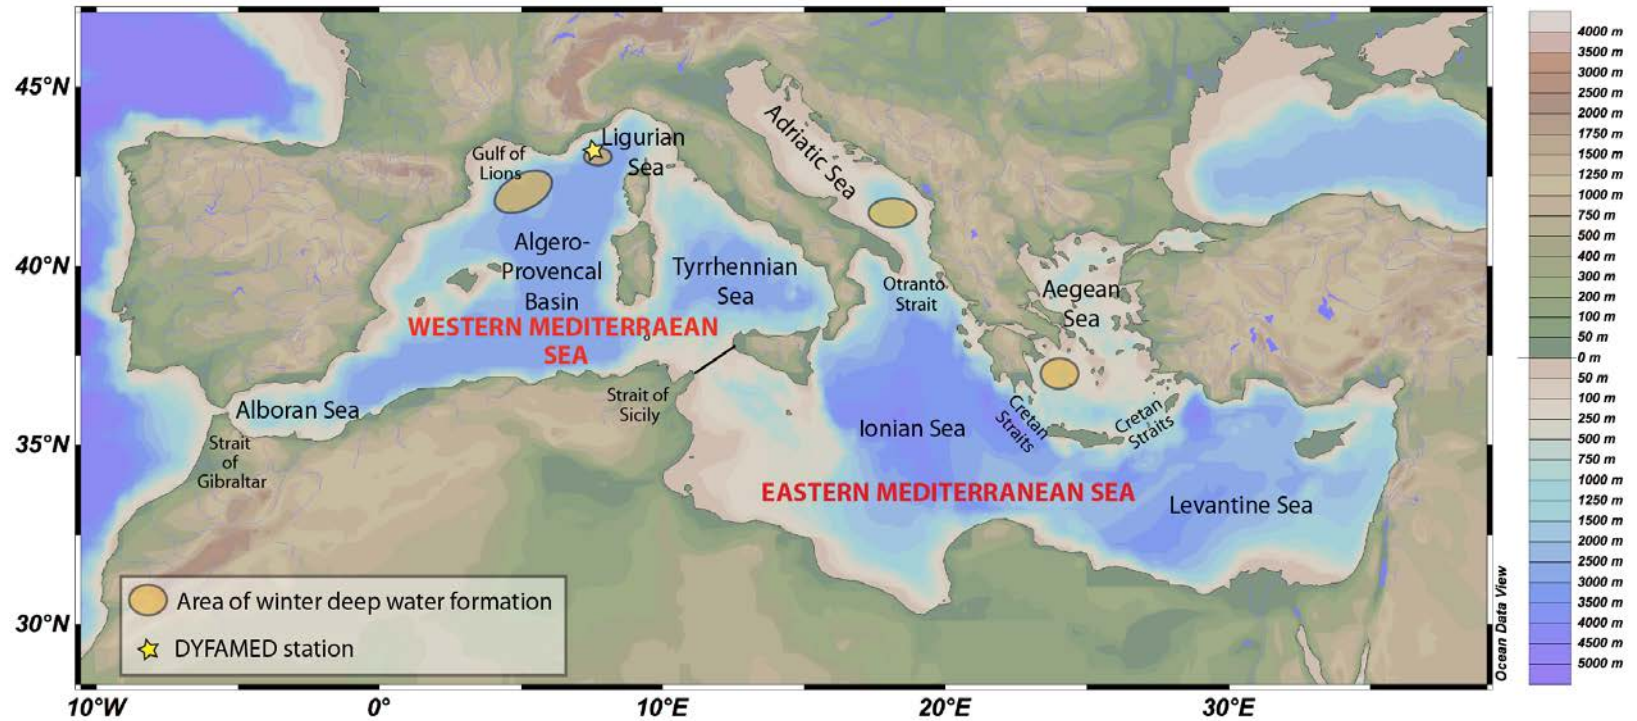 45°N
40°N
35°N
30°N
10°W
0°
10°E
20°E
30°E
Gulf of
Lions
Ligurian
Sea
Adriatic Sea
Algero-
Provencal
Basin
Tyrrhennian
Sea
Otranto
Strait
Aegean
Sea
WESTERN MEDITERRAEAN
SEA
Alboran Sea
Strait of
Sicily
Strait
of
Gibraltar
Ionian Sea
Cretan
Straits
Cretan
Straits
EASTERN MEDITERRANEAN SEA
Levantine Sea
Area of winter deep water formation
DYFAMED station
Ocean Data View
4000 m
3500 m
3000 m
2500 m
2000 m
1750 m
1500 m
1250 m
1000 m
750 m
500 m
400 m
300 m
200 m
100 m
50 m
0 m
50 m
100 m
250 m
500 m
750 m
1000 m
1250 m
1500 m
2000 m
2500 m
3000 m
3500 m
4000 m
4500 m
5000 m